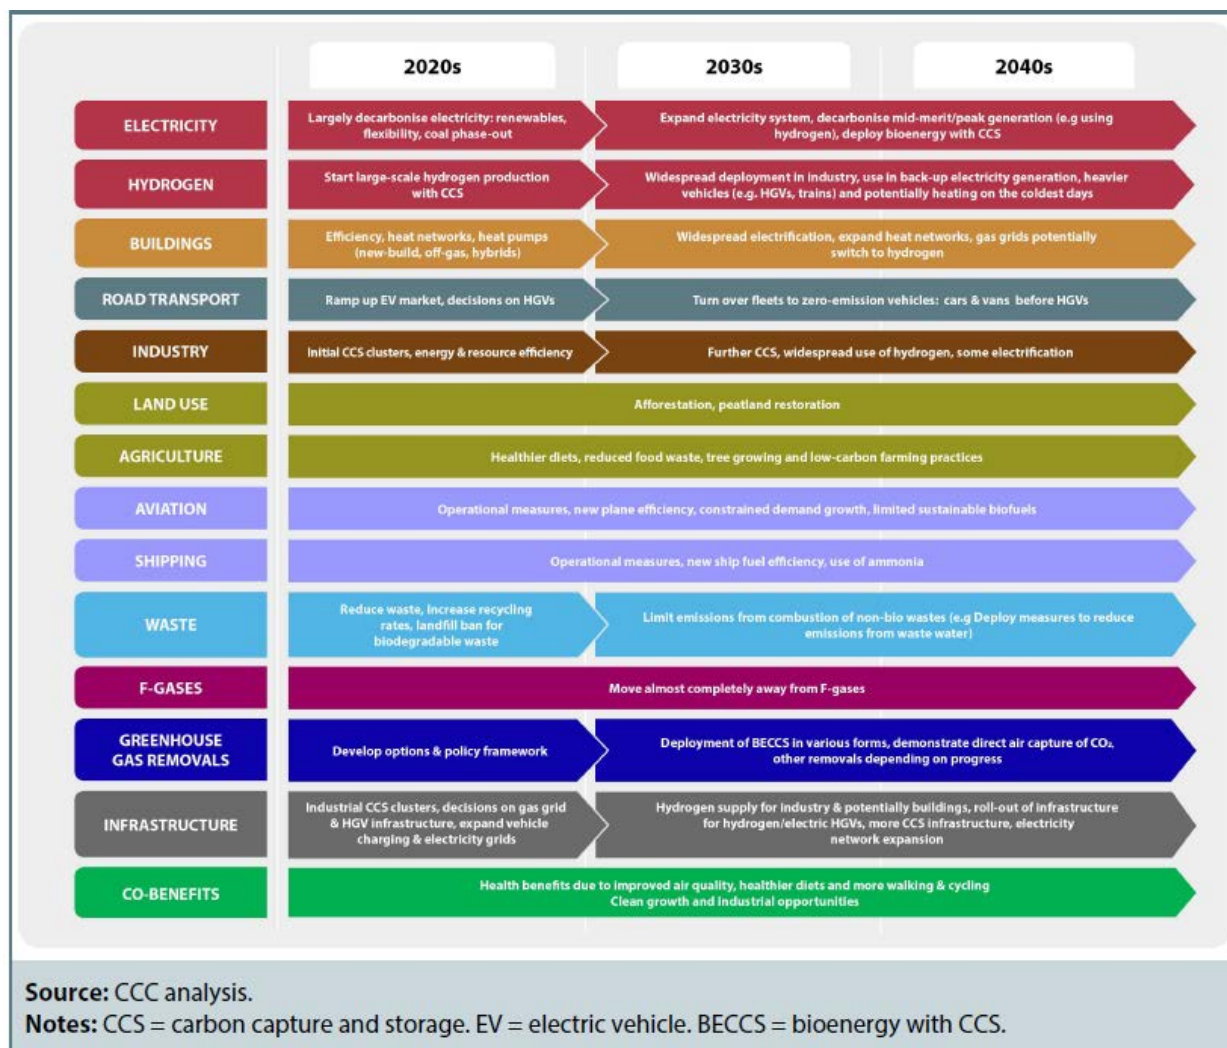 2020s
2030s
2040s
ELECTRICITY
Largely decarbonise electricity: renewables,
flexibility, coal phase-out
Expand electricity system, decarbonise mid-merit/peak generation (e.g using
hydrogen), deploy bioenergy with CCS
HYDROGEN
Start large-scale hydrogen production
with CCS
Widespread deployment in industry, use in back-up electricity generation, heavier
vehicles (e.g. HGVs, trains) and potentially heating on the coldest days
BUILDINGS
Efficiency, heat networks, heat pumps
(new-build, off-gas, hybrids)
Widespread electrification, expand heat networks, gas grids potentially
switch to hydrogen
ROAD TRANSPORT
Ramp up EV market, decisions on HGVs
Turn over fleets to zero-emission vehicles: cars & vans before HGVs
INDUSTRY
Initial CCS clusters, energy & resource efficiency
Further CCS, widespread use of hydrogen, some electrification
LAND USE
Afforestation, peatland restoration
AGRICULTURE
Healthier diets, reduced food waste, tree growing and low-carbon farming practices
AVIATION
Operational measures, new plane efficiency, constrained demand growth, limited sustainable biofuels
SHIPPING
Operational measures, new ship fuel efficiency, use of ammonia
WASTE
Reduce waste, increase recycling
rates, landfill ban for
biodegradable waste
Limit emissions from combustion of non-bio wastes (e.g Deploy measures to reduce
emissions from waste water)
F-GASES
Move almost completely away from F-gases
GREENHOUSE
GAS REMOVALS
Develop options & policy framework
Deployment of BECCS in various forms, demonstrate direct air capture of CO₂,
other removals depending on progress
INFRASTRUCTURE
Industrial CCS clusters, decisions on gas grid
& HGV infrastructure, expand vehicle
charging & electricity grids
Hydrogen supply for industry & potentially buildings, roll-out of infrastructure
for hydrogen/electric HGVs, more CCS infrastructure, electricity
network expansion
CO-BENEFITS
Health benefits due to improved air quality, healthier diets and more walking & cycling
Clean growth and industrial opportunities
Source: CCC analysis.
Notes: CCS = carbon capture and storage. EV = electric vehicle. BECCS = bioenergy with CCS.